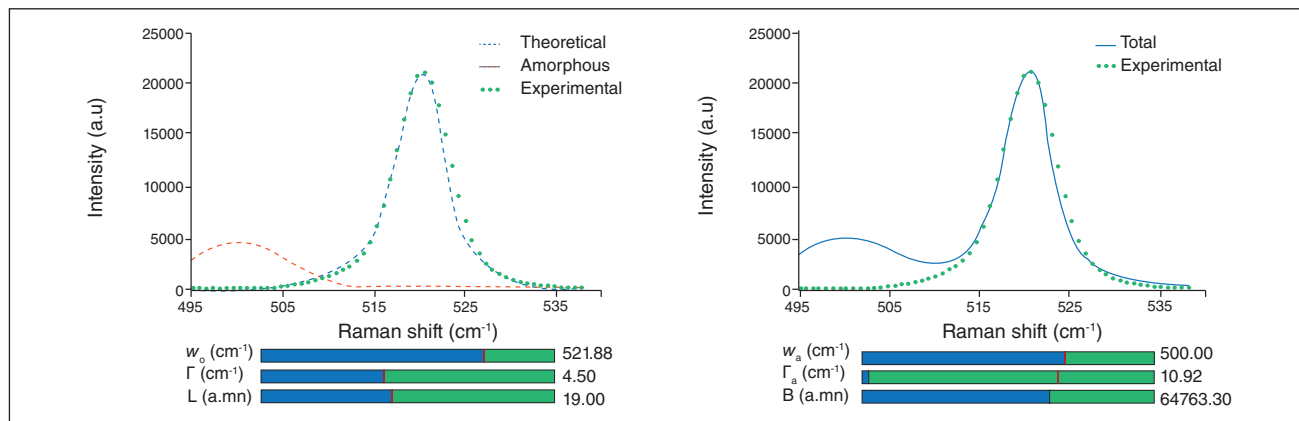 25000
20000
15000
10000
5000
0
Intensity (a.u)
Theoretical
Amorphous
Experimental
495 505 515 525 535
Raman shift (cm-1)
wo (cm-1) 521.88
Γ (cm-1) 4.50
L (a.mn) 19.00
25000
20000
15000
10000
5000
0
Intensity (a.u)
Total
Experimental
495 505 515 525 535
Raman shift (cm-1)
wa (cm-1) 500.00
Γa (cm-1) 10.92
B (a.mn) 64763.30